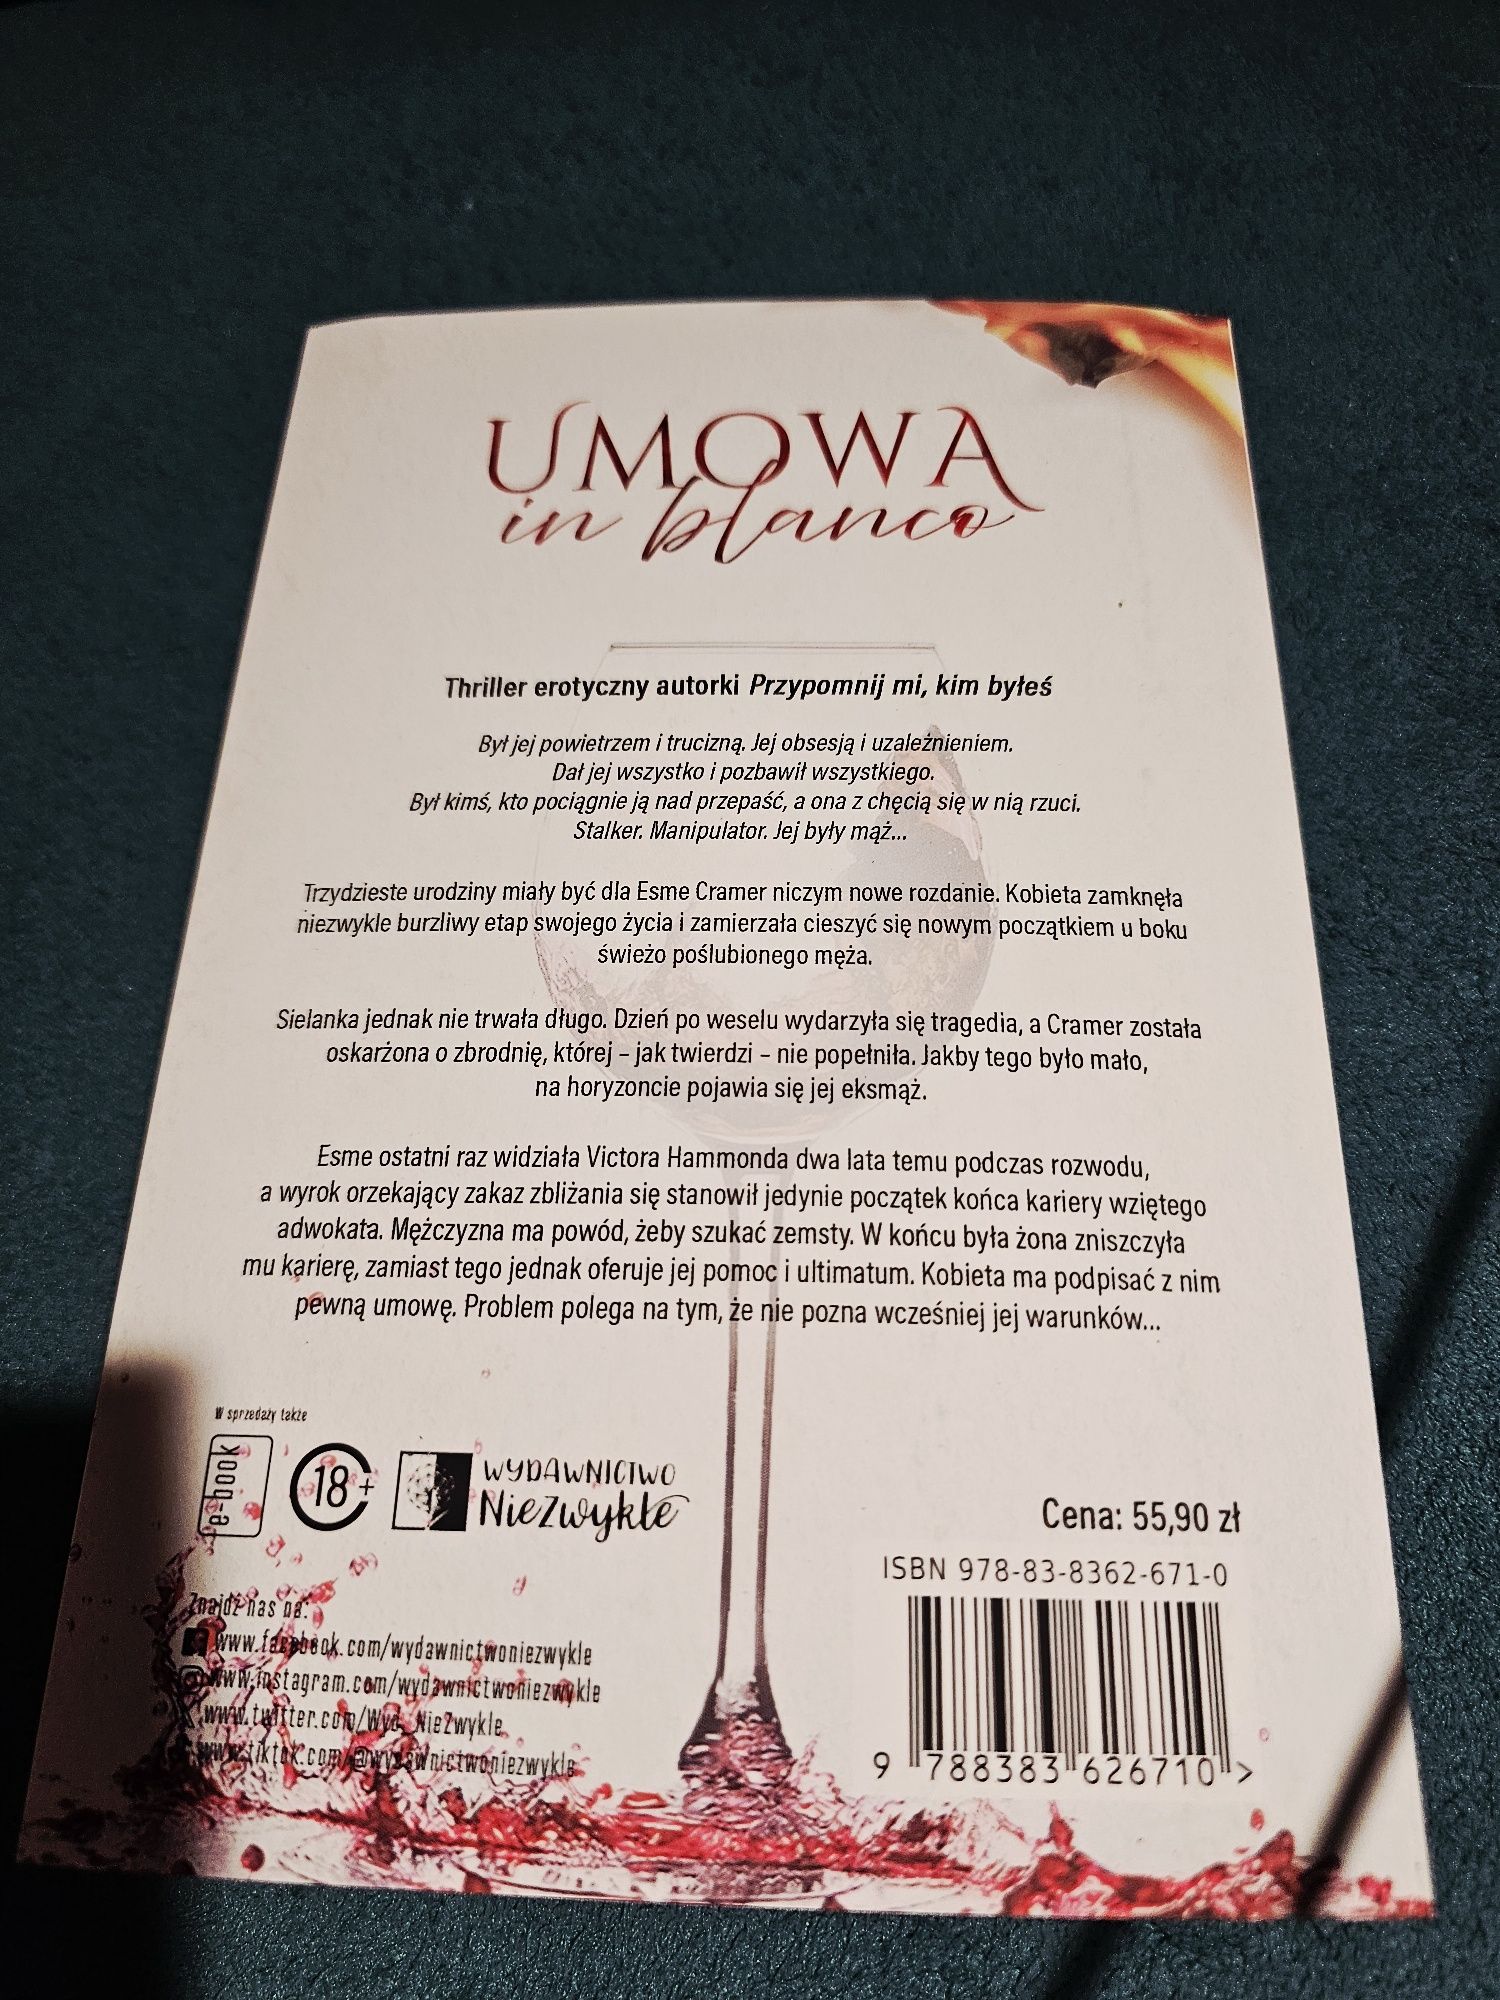 UMOWA
in blanco
Thriller erotyczny autorki Przypomnij mi, kim byłeś
Był jej powietrzem i trucizną. Jej obsesją i uzależnieniem.
Dał jej wszystko i pozbawił wszystkiego.
Był kimś, kto pociągnie ją nad przepaść, a ona z chęcią się w nią rzuci.
Stalker. Manipulator. Jej były mąż...
Trzydzieste urodziny miały być dla Esme Cramer niczym nowe rozdanie. Kobieta zamknęła
niezwykle burzliwy etap swojego życia i zamierzała cieszyć się nowym początkiem u boku
świeżo poślubionego męża.
Sielanka jednak nie trwała długo. Dzień po weselu wydarzyła się tragedia, a Cramer została
oskarżona o zbrodnię, której – jak twierdzi – nie popełniła. Jakby tego było mało,
na horyzoncie pojawia się jej eksmąż.
Esme ostatni raz widziała Victora Hammonda dwa lata temu podczas rozwodu,
a wyrok orzekający zakaz zbliżania się stanowił jedynie początek końca kariery wziętego
adwokata. Mężczyzna ma powód, żeby szukać zemsty. W końcu była żona zniszczyła
mu karierę, zamiast tego jednak oferuje jej pomoc i ultimatum. Kobieta ma podpisać z nim
pewną umowę. Problem polega na tym, że nie pozna wcześniej jej warunków...
W sprzedaży także
e-book
18+
WYDAWNICTWO
NieZwykłe
Cena: 55,90 zł
ISBN 978-83-8362-671-0
9 788383 626710 >
Znajdź nas na:
www.facebook.com/wydawnictwoniezwykle
www.instagram.com/wydawnictwoniezwykle
www.twitter.com/Wyd_NieZwykle
www.tiktok.com/@wydawnictwoniezwykle